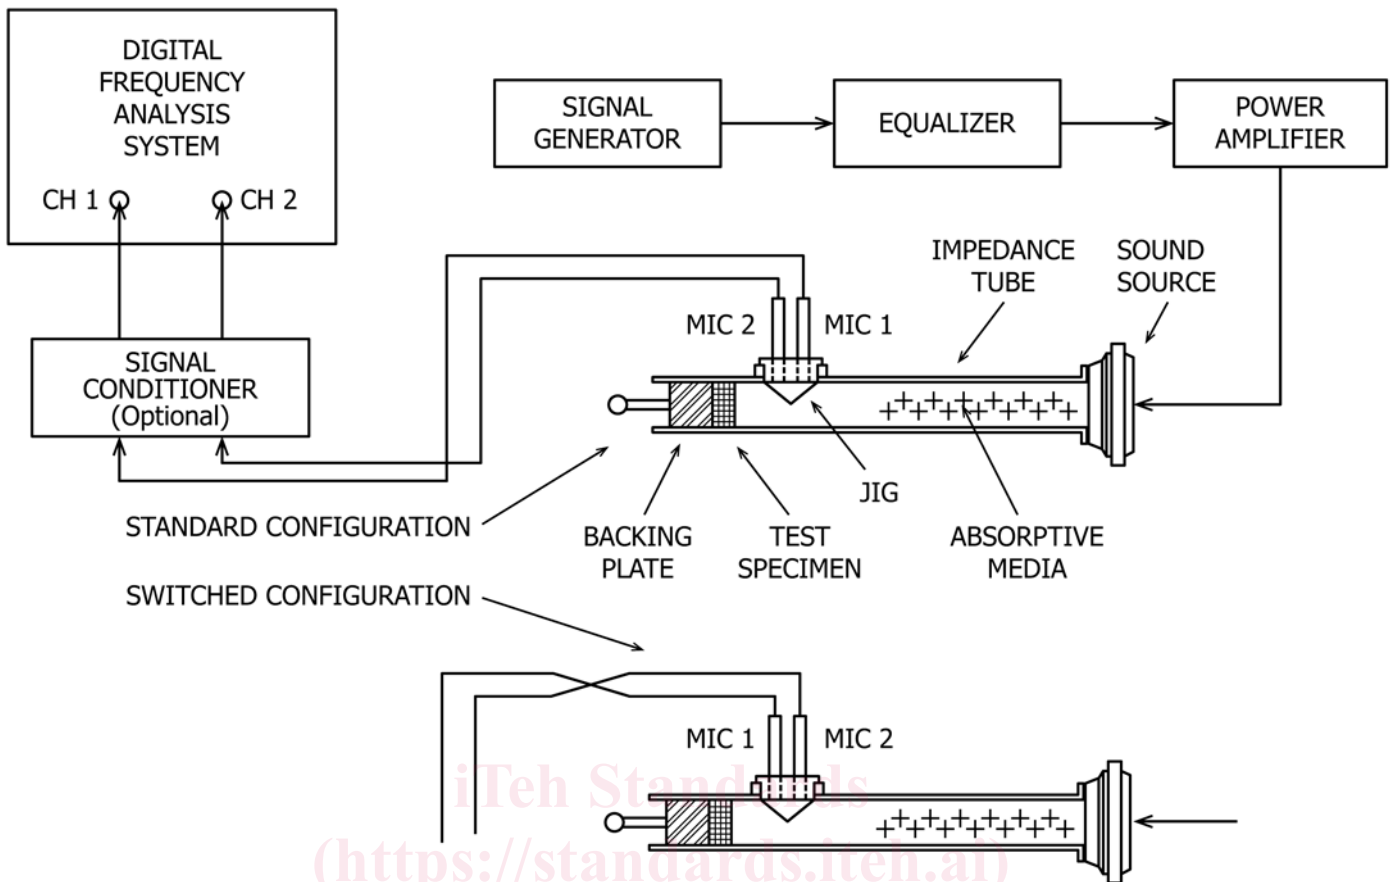 DIGITAL
FREQUENCY
ANALYSIS
SYSTEM
CH 1
CH 2
SIGNAL
GENERATOR
EQUALIZER
POWER
AMPLIFIER
IMPEDANCE
TUBE
SOUND
SOURCE
MIC 2
MIC 1
SIGNAL
CONDITIONER
(Optional)
JIG
STANDARD CONFIGURATION
BACKING
PLATE
TEST
SPECIMEN
ABSORPTIVE
MEDIA
SWITCHED CONFIGURATION
MIC 1
MIC 2
iTeh Standards
(https://standards.iteh.ai)